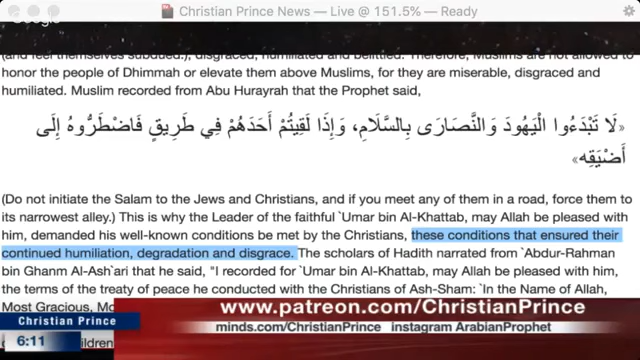 Christian Prince News — Live @ 151.5% — Ready
(and feel themselves subdued.), disgraced, humiliated and belittled. Therefore, Muslims are not allowed to
honor the people of Dhimmah or elevate them above Muslims, for they are miserable, disgraced and
humiliated. Muslim recorded from Abu Hurayrah that the Prophet said,
«لَا تَبْدَءُوا الْيَهُودَ وَالنَّصَارَى بِالسَّلَامِ، وَإِذَا لَقِيتُمْ أَحَدَهُمْ فِي طَرِيقٍ فَاضْطَرُّوهُ إِلَى
أَضْيَقِه»
(Do not initiate the Salam to the Jews and Christians, and if you meet any of them in a road, force them to
its narrowest alley.) This is why the Leader of the faithful `Umar bin Al-Khattab, may Allah be pleased with
him, demanded his well-known conditions be met by the Christians, these conditions that ensured their
continued humiliation, degradation and disgrace. The scholars of Hadith narrated from `Abdur-Rahman
bin Ghanm Al-Ash`ari that he said, "I recorded for `Umar bin Al-Khattab, may Allah be pleased with him,
the terms of the treaty of peace he conducted with the Christians of Ash-Sham: `In the Name of Allah,
Most Gracious, Mo
www.patreon.com/ChristianPrince
Christian Prince
minds.com/ChristianPrince instagram ArabianProphet
6:11